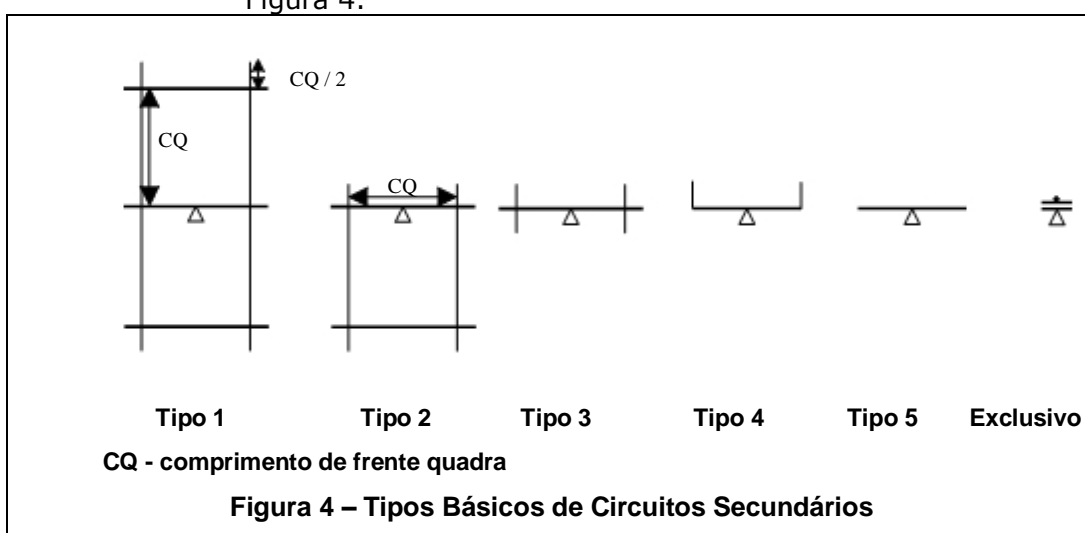 Figura 4.
CQ / 2
CQ
CQ
Tipo 1 Tipo 2 Tipo 3 Tipo 4 Tipo 5 Exclusivo
CQ - comprimento de frente quadra
Figura 4 – Tipos Básicos de Circuitos Secundários